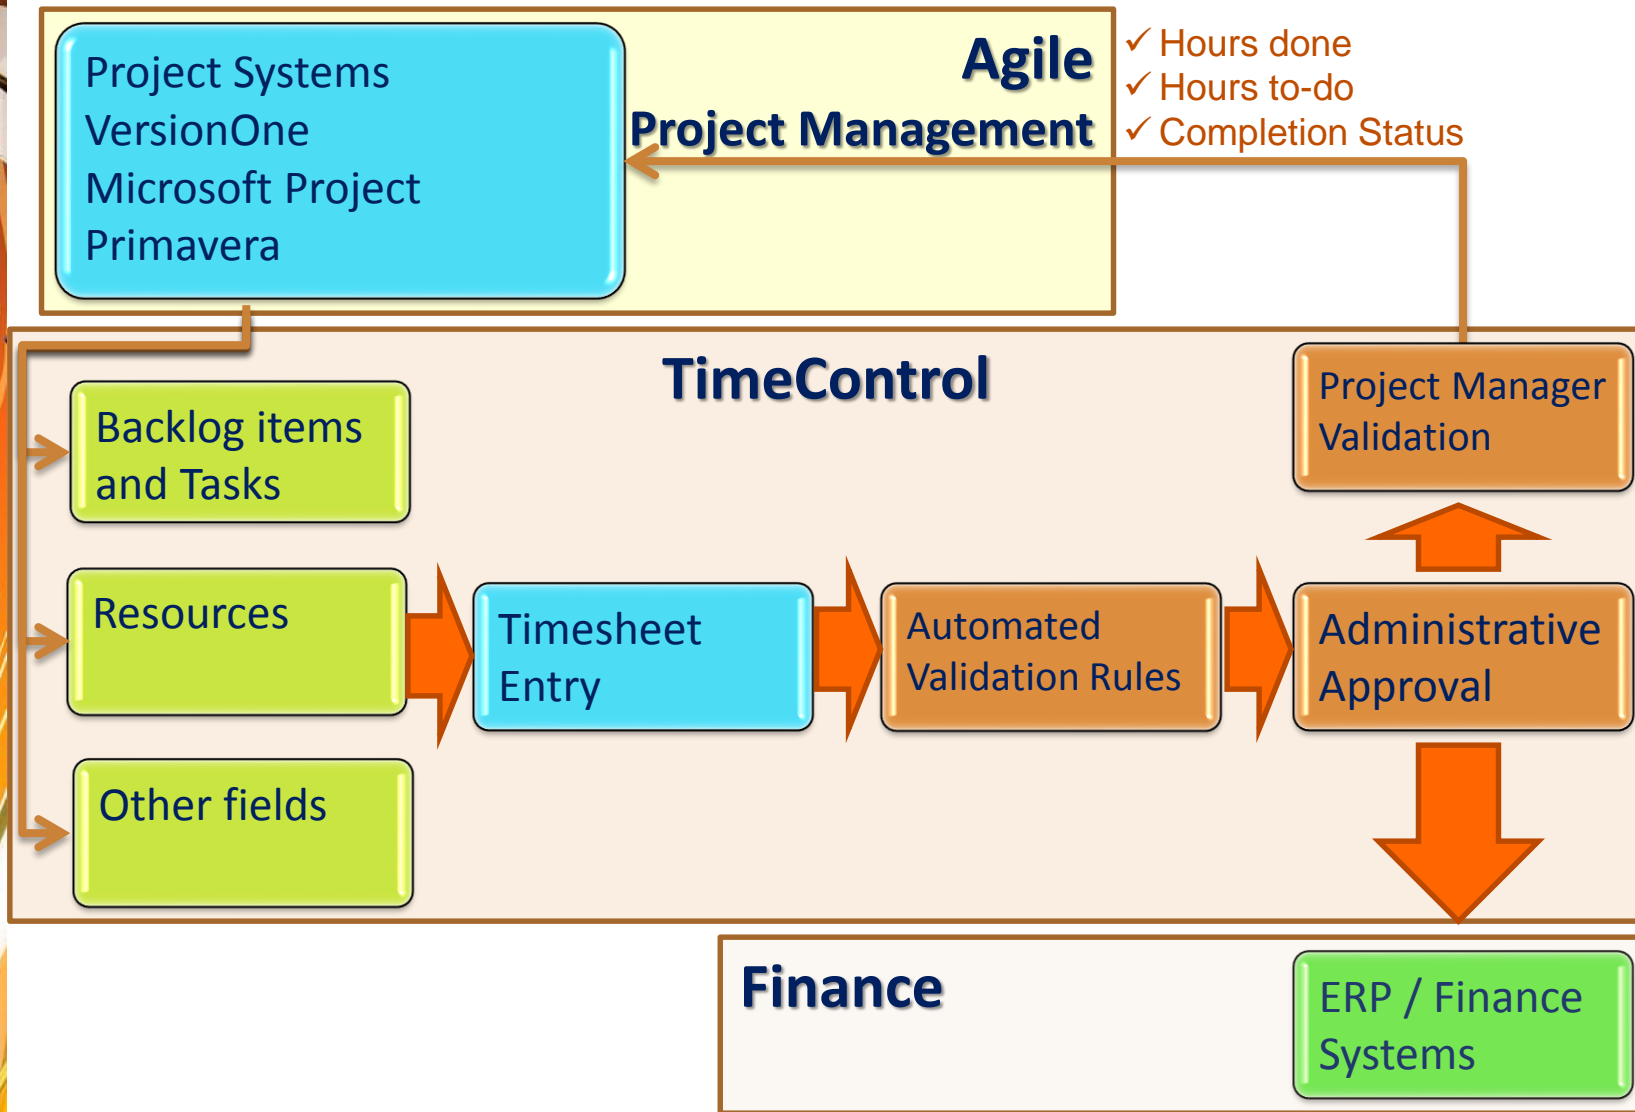 Project Systems
VersionOne
Microsoft Project
Primavera
Agile
Project Management
✓ Hours done
✓ Hours to-do
✓ Completion Status
TimeControl
Backlog items
and Tasks
Resources
Other fields
Timesheet
Entry
Automated
Validation Rules
Administrative
Approval
Project Manager
Validation
Finance
ERP / Finance
Systems